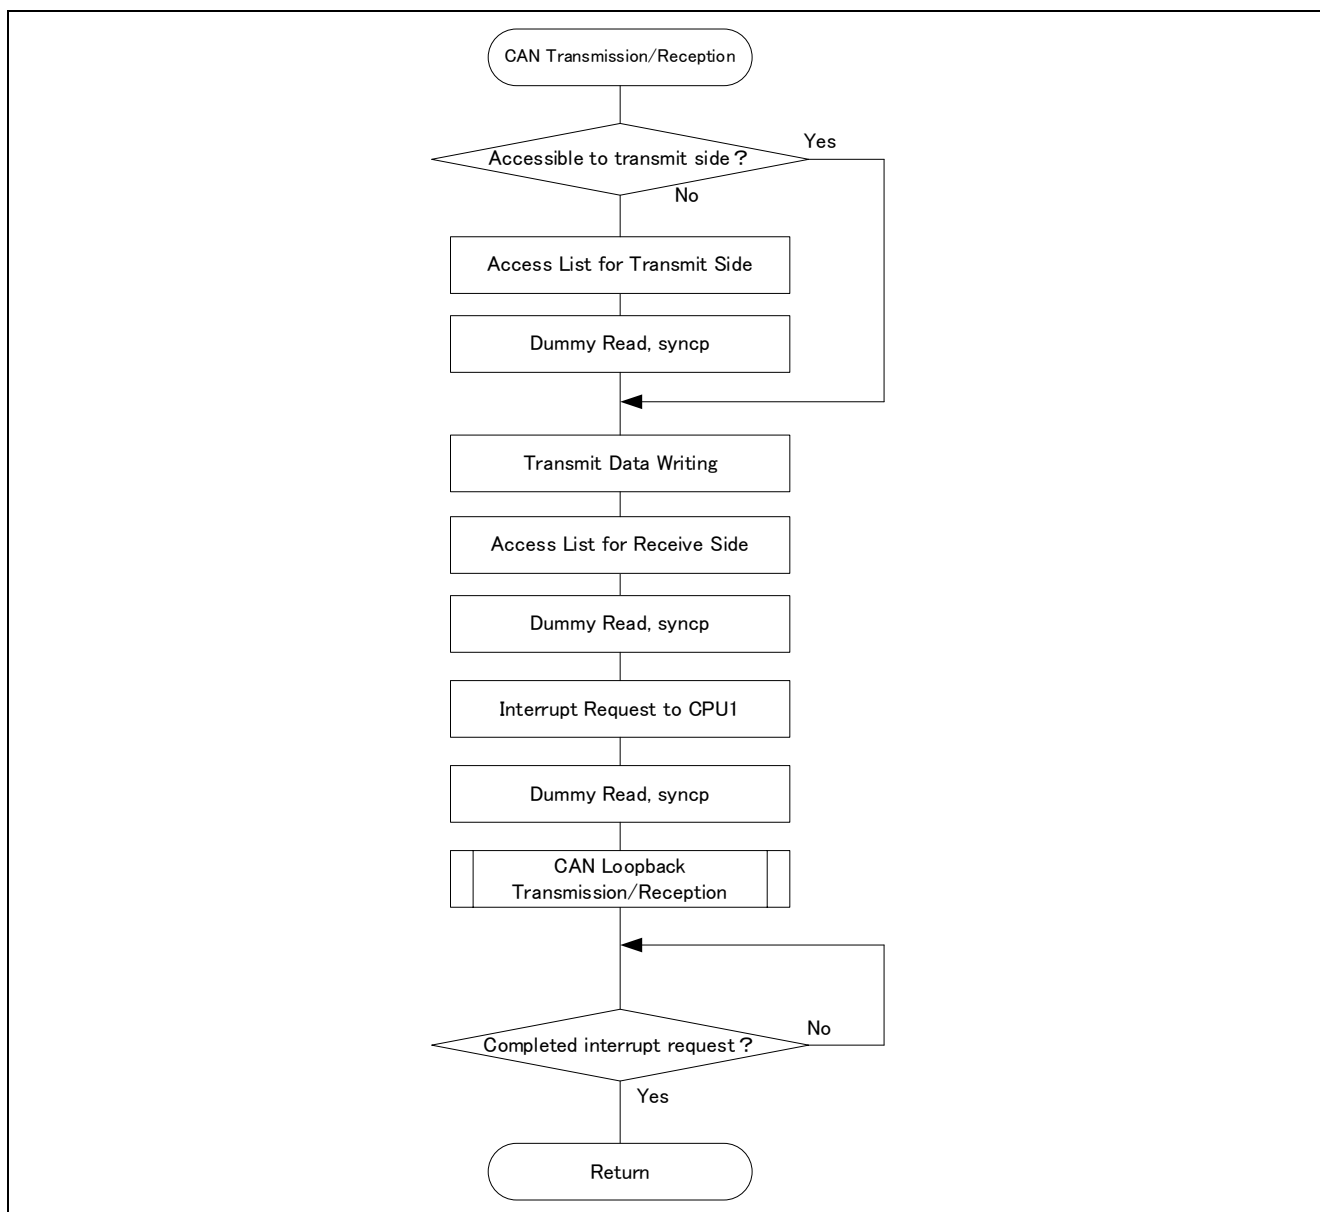 CAN Transmission/Reception
Yes
Accessible to transmit side?
No
Access List for Transmit Side
Dummy Read, syncp
Transmit Data Writing
Access List for Receive Side
Dummy Read, syncp
Interrupt Request to CPU1
Dummy Read, syncp
CAN Loopback
Transmission/Reception
No
Completed interrupt request?
Yes
Return